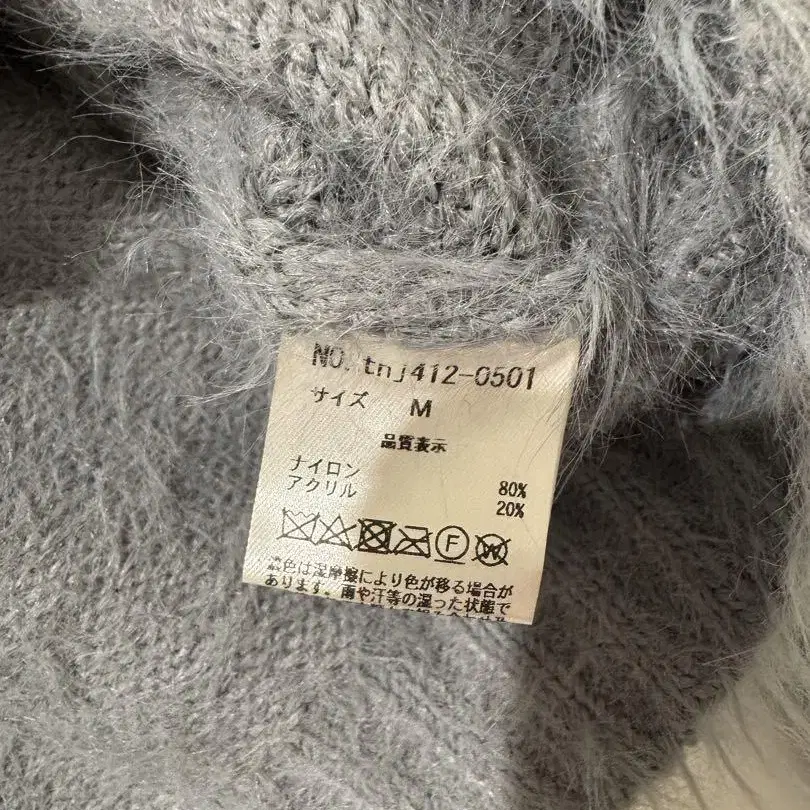 NO. tnj412-0501
サイズ M
品質表示
ナイロン 80%
アクリル 20%
F W
濃色は湿摩擦により色が移る場合が
あります。雨や汗等の湿った状態で